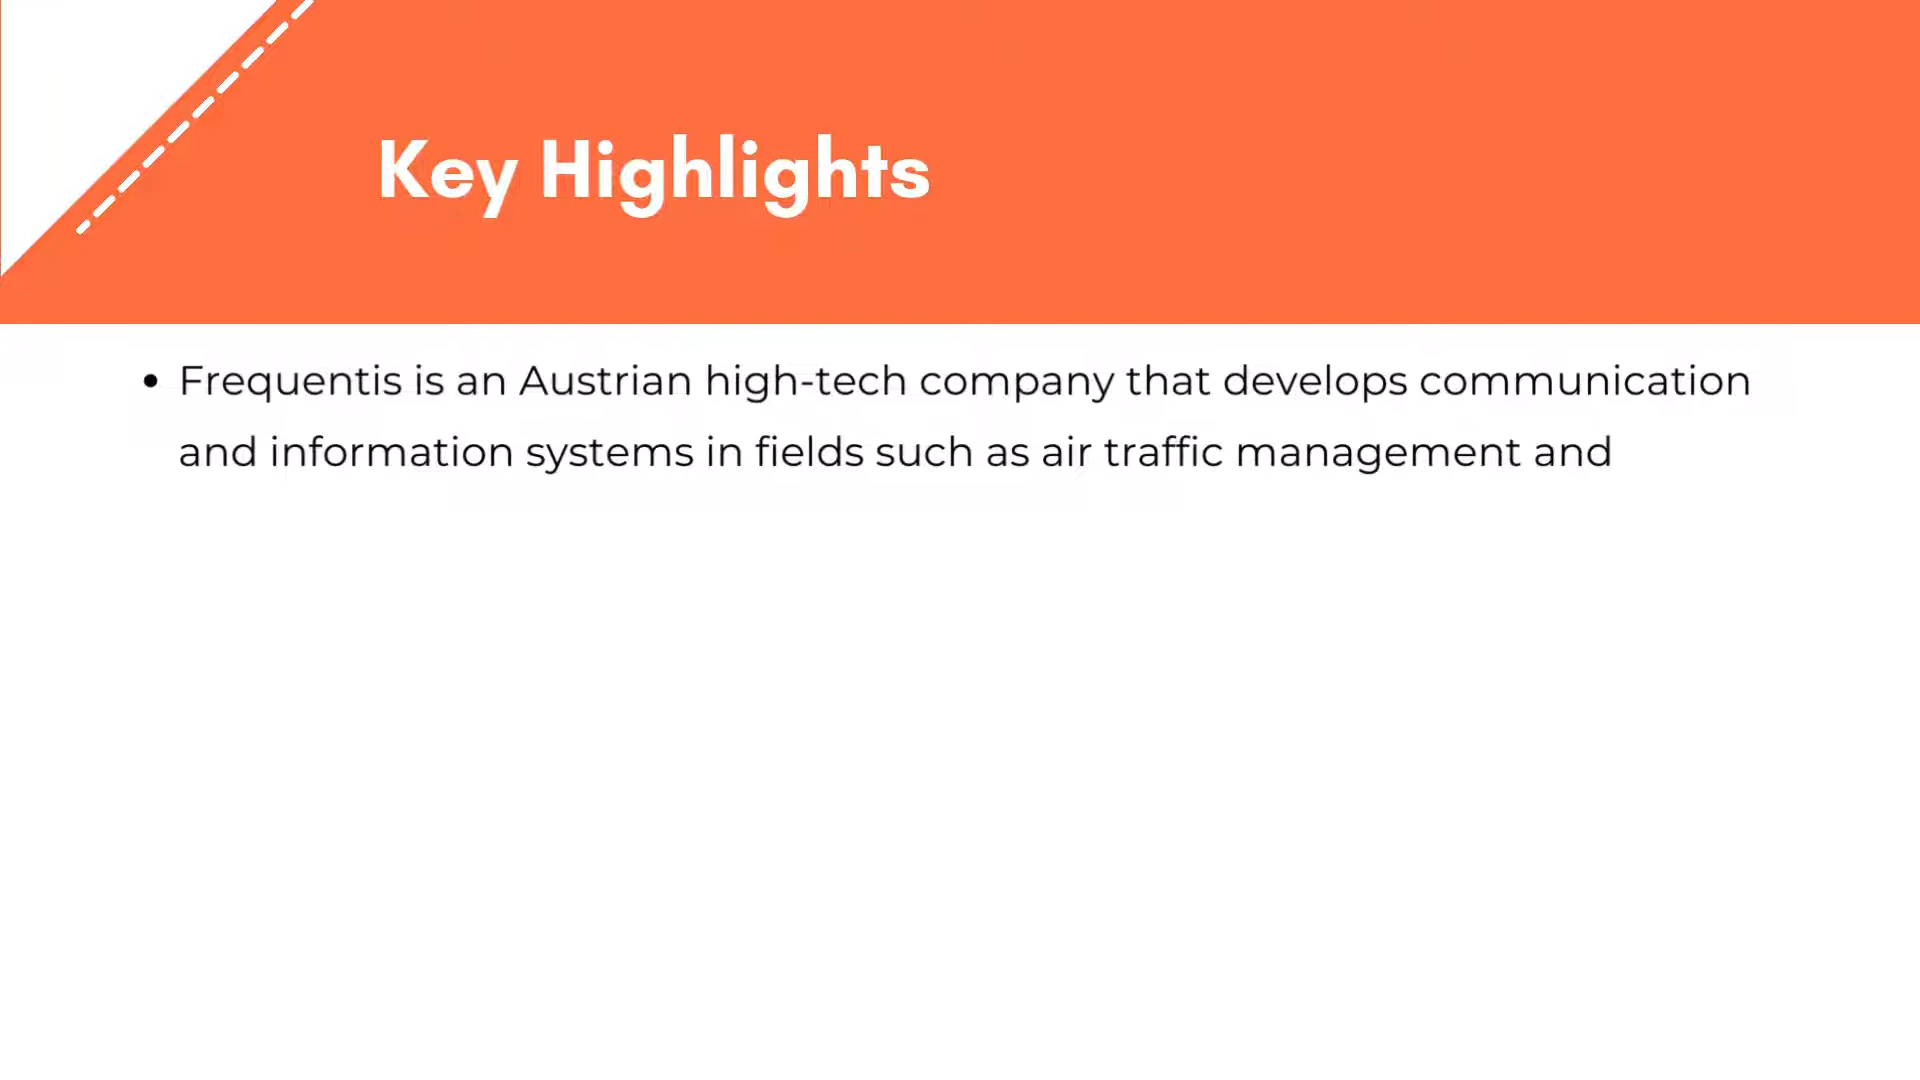 Key Highlights
• Frequentis is an Austrian high-tech company that develops communication
and information systems in fields such as air traffic management and